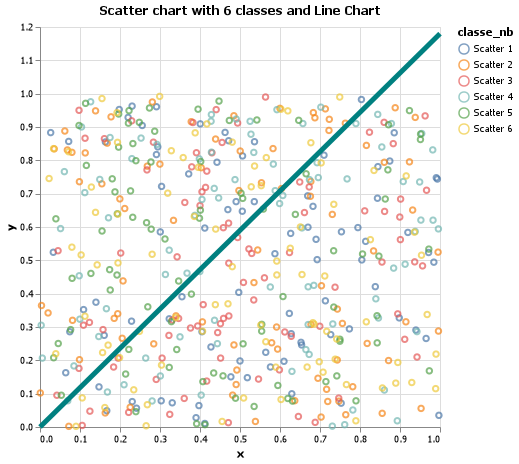 Scatter chart with 6 classes and Line Chart
classe_nb
Scatter 1
Scatter 2
Scatter 3
Scatter 4
Scatter 5
Scatter 6
y
1.2
1.1
1.0
0.9
0.8
0.7
0.6
0.5
0.4
0.3
0.2
0.1
0.0
0.0 0.1 0.2 0.3 0.4 0.5 0.6 0.7 0.8 0.9 1.0
x